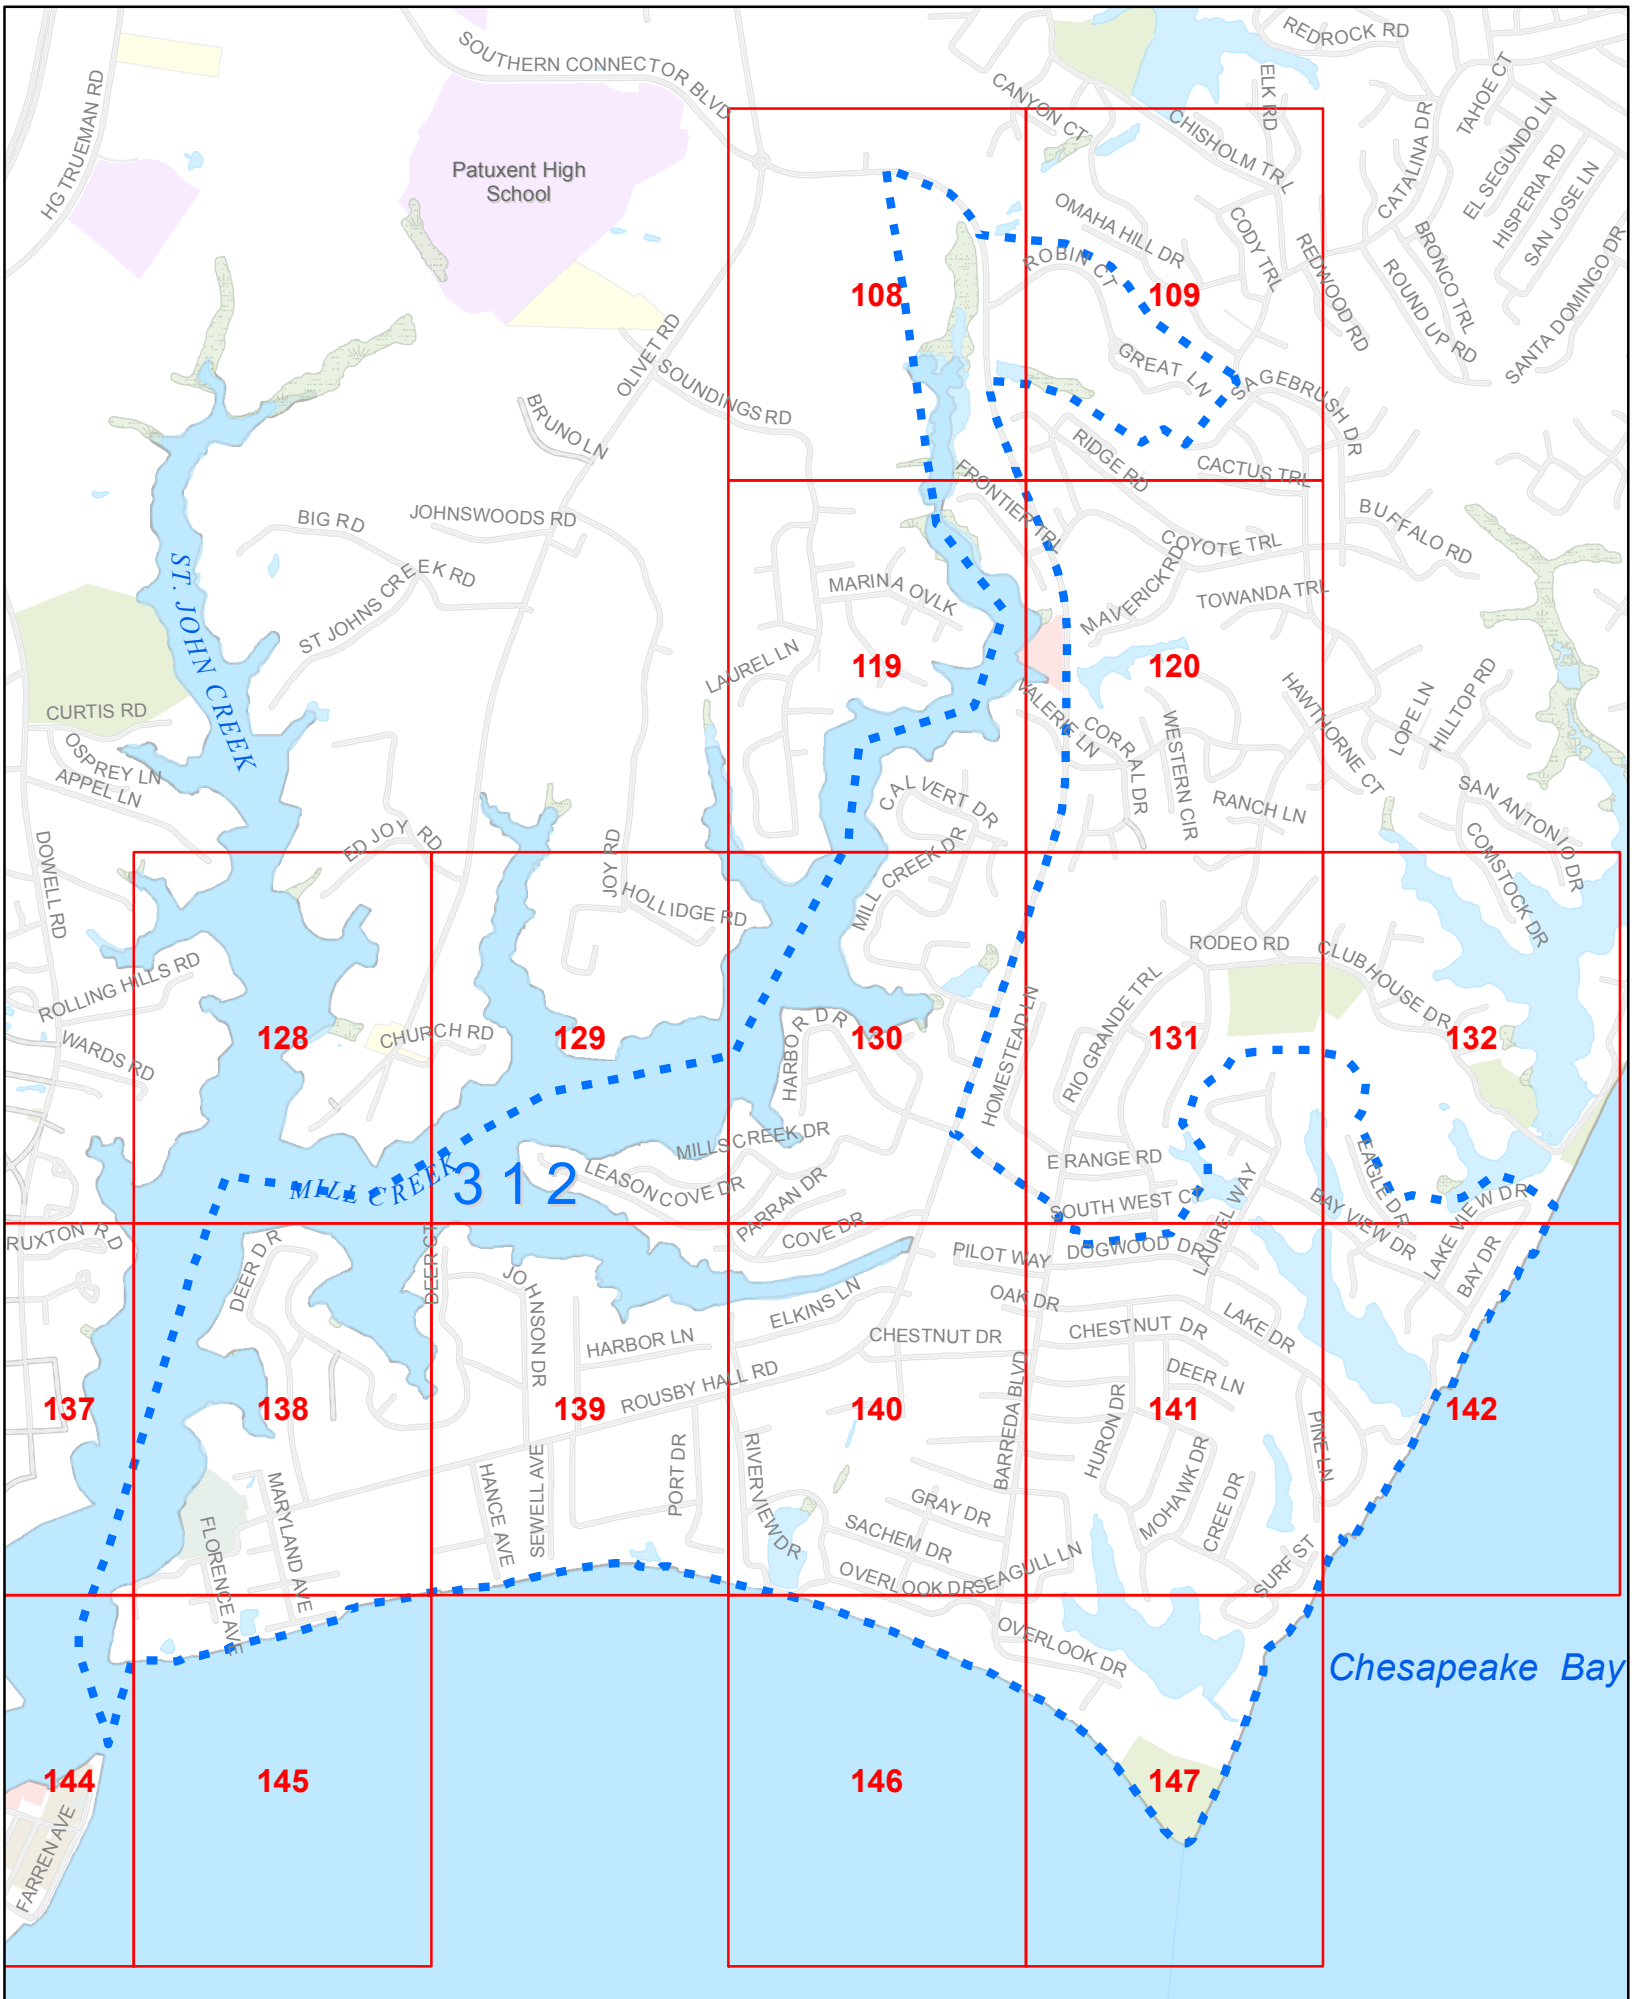 REDROCK RD
SOUTHERN CONNECTOR BLVD
HG TRUEMAN RD
ELK RD
TAHOE CT
CANYON CT
CHISHOLM TRL
CATALINA DR
EL SEGUNDO LN
HISPERIA RD
SAN JOSE LN
Patuxent High
School
OMAHA HILL DR
CODY TRL
REDWOOD RD
BRONCO TRL
ROUND UP RD
SANTA DOMINGO DR
ROBIN CT
108
109
OLIVET RD
SOUNDINGS RD
GREAT LN
SAGEBRUSH DR
BRUNO LN
RIDGE RD
CACTUS TRL
FRONTIER TRL
BIG RD
JOHNSWOODS RD
BUFFALO RD
COYOTE TRL
ST JOHNS CREEK RD
MARINA OVLK
MAVERICK RD
TOWANDA TRL
ST. JOHN CREEK
LAUREL LN
119
120
HAWTHORNE CT
LOPE LN
HILLTOP RD
VALERIE LN
CORRAL DR
WESTERN CIR
CURTIS RD
OSPREY LN
APPEL LN
CALVERT DR
RANCH LN
SAN ANTONIO DR
COMSTOCK DR
DOWELL RD
ED JOY RD
JOY RD
MILL CREEK DR
HOLLIDGE RD
RODEO RD
CLUB HOUSE DR
ROLLING HILLS RD
HOMESTEAD LN
RIO GRANDE TRL
WARDS RD
CHURCH RD
HARBOR DR
128
129
130
131
132
MILLS CREEK DR
E RANGE RD
EAGLE DR
MILL CREEK
312
LEASON COVE DR
PARRAN DR
SOUTH WEST CT
LAUREL WAY
BAY VIEW DR
LAKE VIEW DR
RUXTON RD
DEER DR
DEER CT
COVE DR
PILOT WAY
DOGWOOD DR
BAY DR
JOHNSON DR
ELKINS LN
OAK DR
LAKE DR
HARBOR LN
CHESTNUT DR
CHESTNUT DR
ROUSBY HALL RD
BARREDA BLVD
DEER LN
137
138
139
140
141
142
HURON DR
PINE LN
MARYLAND AVE
HANCE AVE
SEWELL AVE
PORT DR
RIVERVIEW DR
GRAY DR
MOHAWK DR
CREE DR
FLORENCE AVE
SACHEM DR
OVERLOOK DR
SEAGULL LN
SURF ST
OVERLOOK DR
Chesapeake Bay
144
145
146
147
FARREN AVE